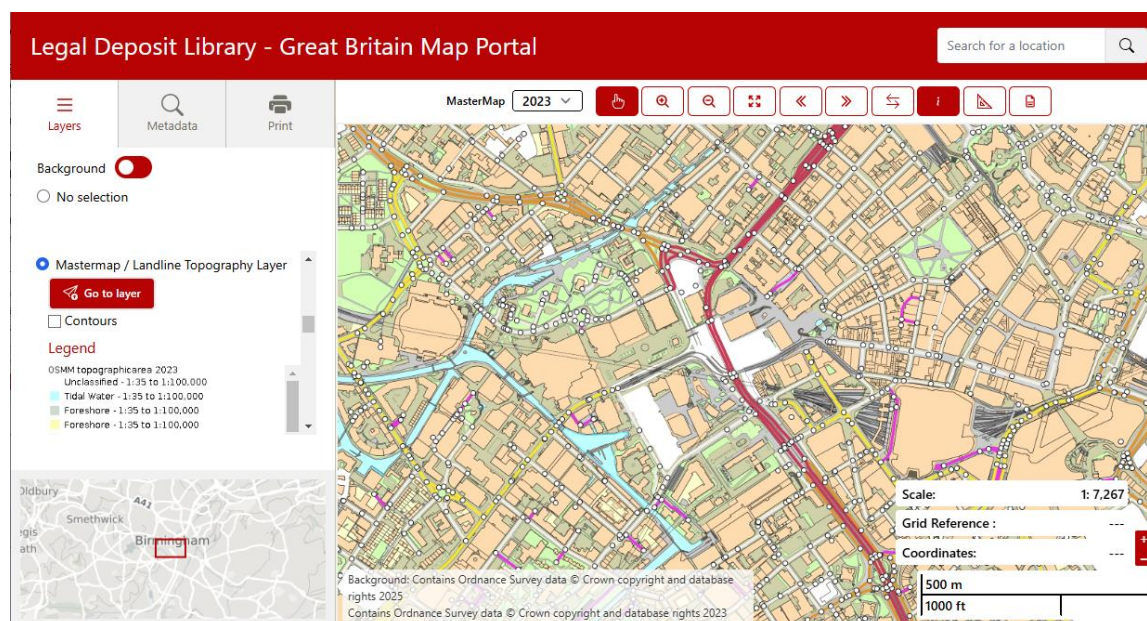 Legal Deposit Library - Great Britain Map Portal
Search for a location
Layers
Metadata
Print
MasterMap 2023
i
Background
No selection
Mastermap / Landline Topography Layer
Go to layer
Contours
Legend
OSMM topographicarea 2023
Unclassified - 1:35 to 1:100,000
Tidal Water - 1:35 to 1:100,000
Foreshore - 1:35 to 1:100,000
Foreshore - 1:35 to 1:100,000
Oldbury
A41
Smethwick
Birmingham
egis
ath
Scale: 1: 7,267
Grid Reference : ---
Coordinates: ---
500 m
1000 ft
Background: Contains Ordnance Survey data © Crown copyright and database
rights 2025
Contains Ordnance Survey data © Crown copyright and database rights 2023